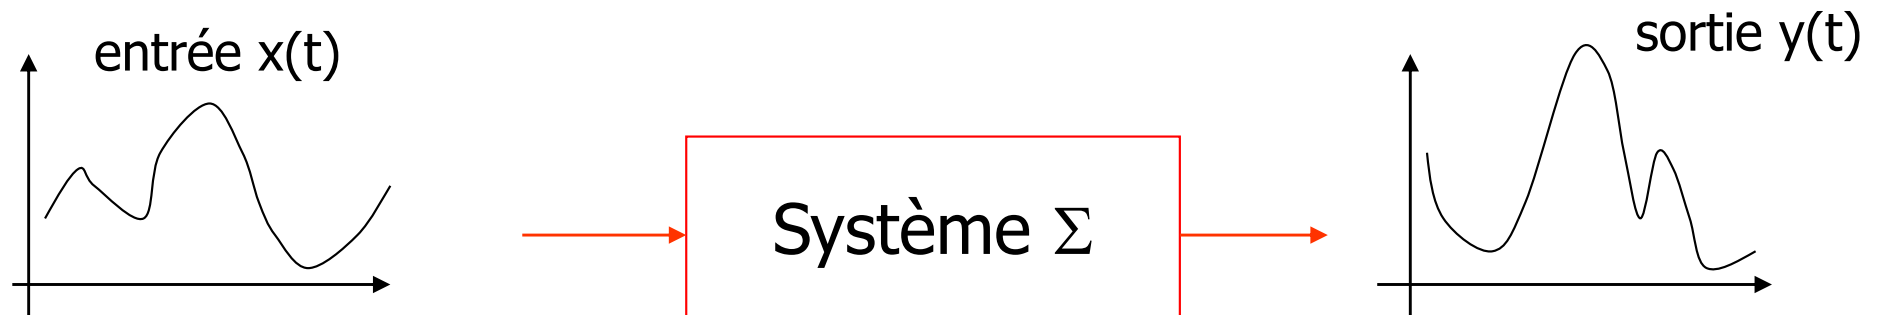 entrée x(t)
sortie y(t)
Système Σ